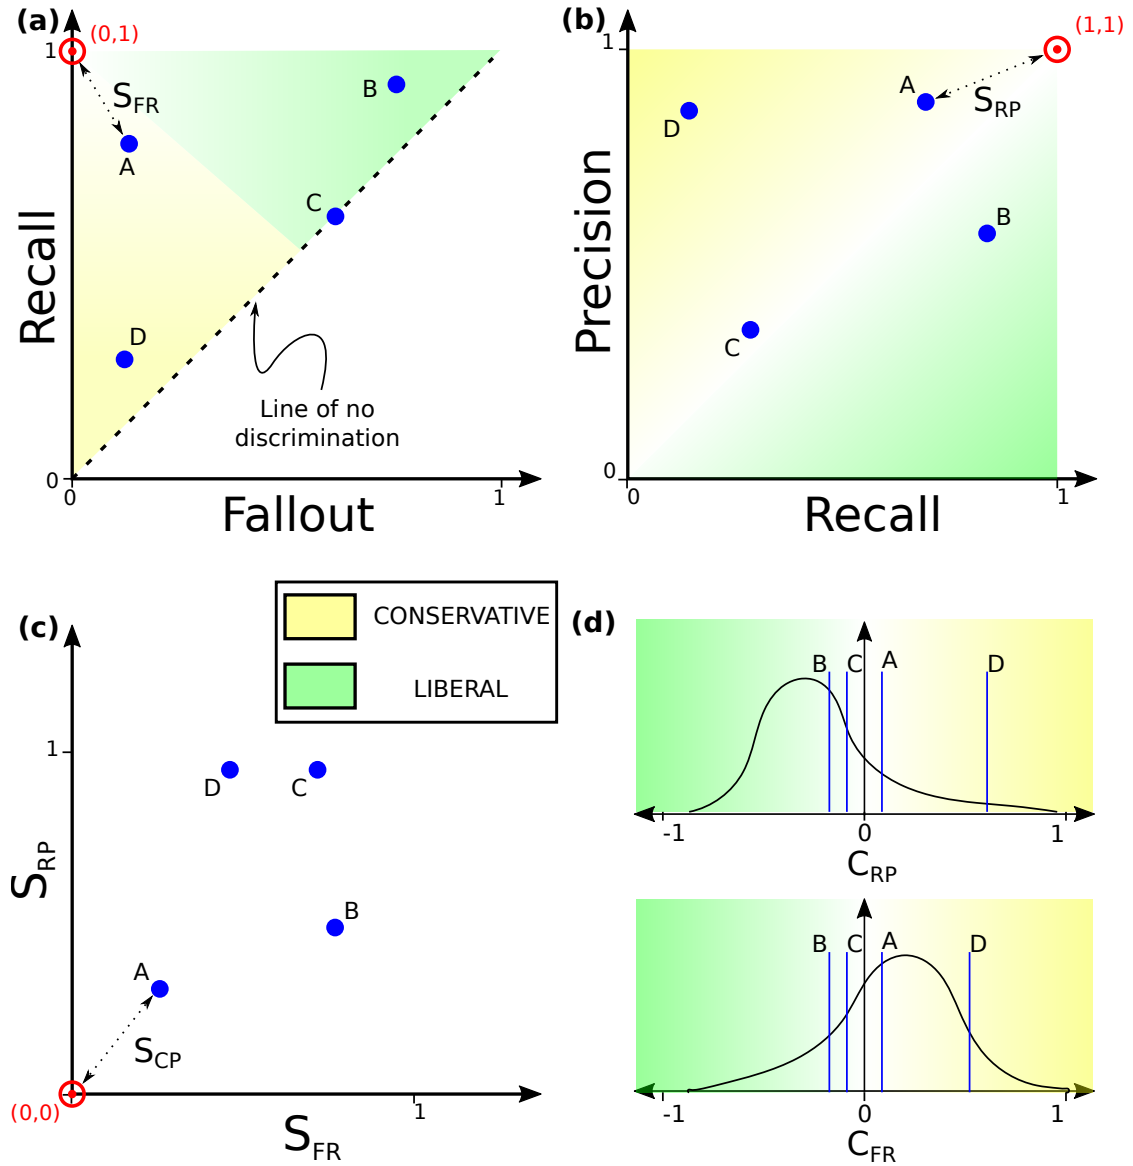 (a)
(0,1)
1
B
S_FR
A
C
Recall
D
Line of no
discrimination
0
0
1
Fallout
(b)
(1,1)
1
A
S_RP
D
B
Precision
C
0
0
1
Recall
CONSERVATIVE
LIBERAL
(c)
1
D
C
S_RP
B
A
S_CP
(0,0)
1
S_FR
(d)
B C A D
-1 0 1
C_RP
B C A D
-1 0 1
C_FR